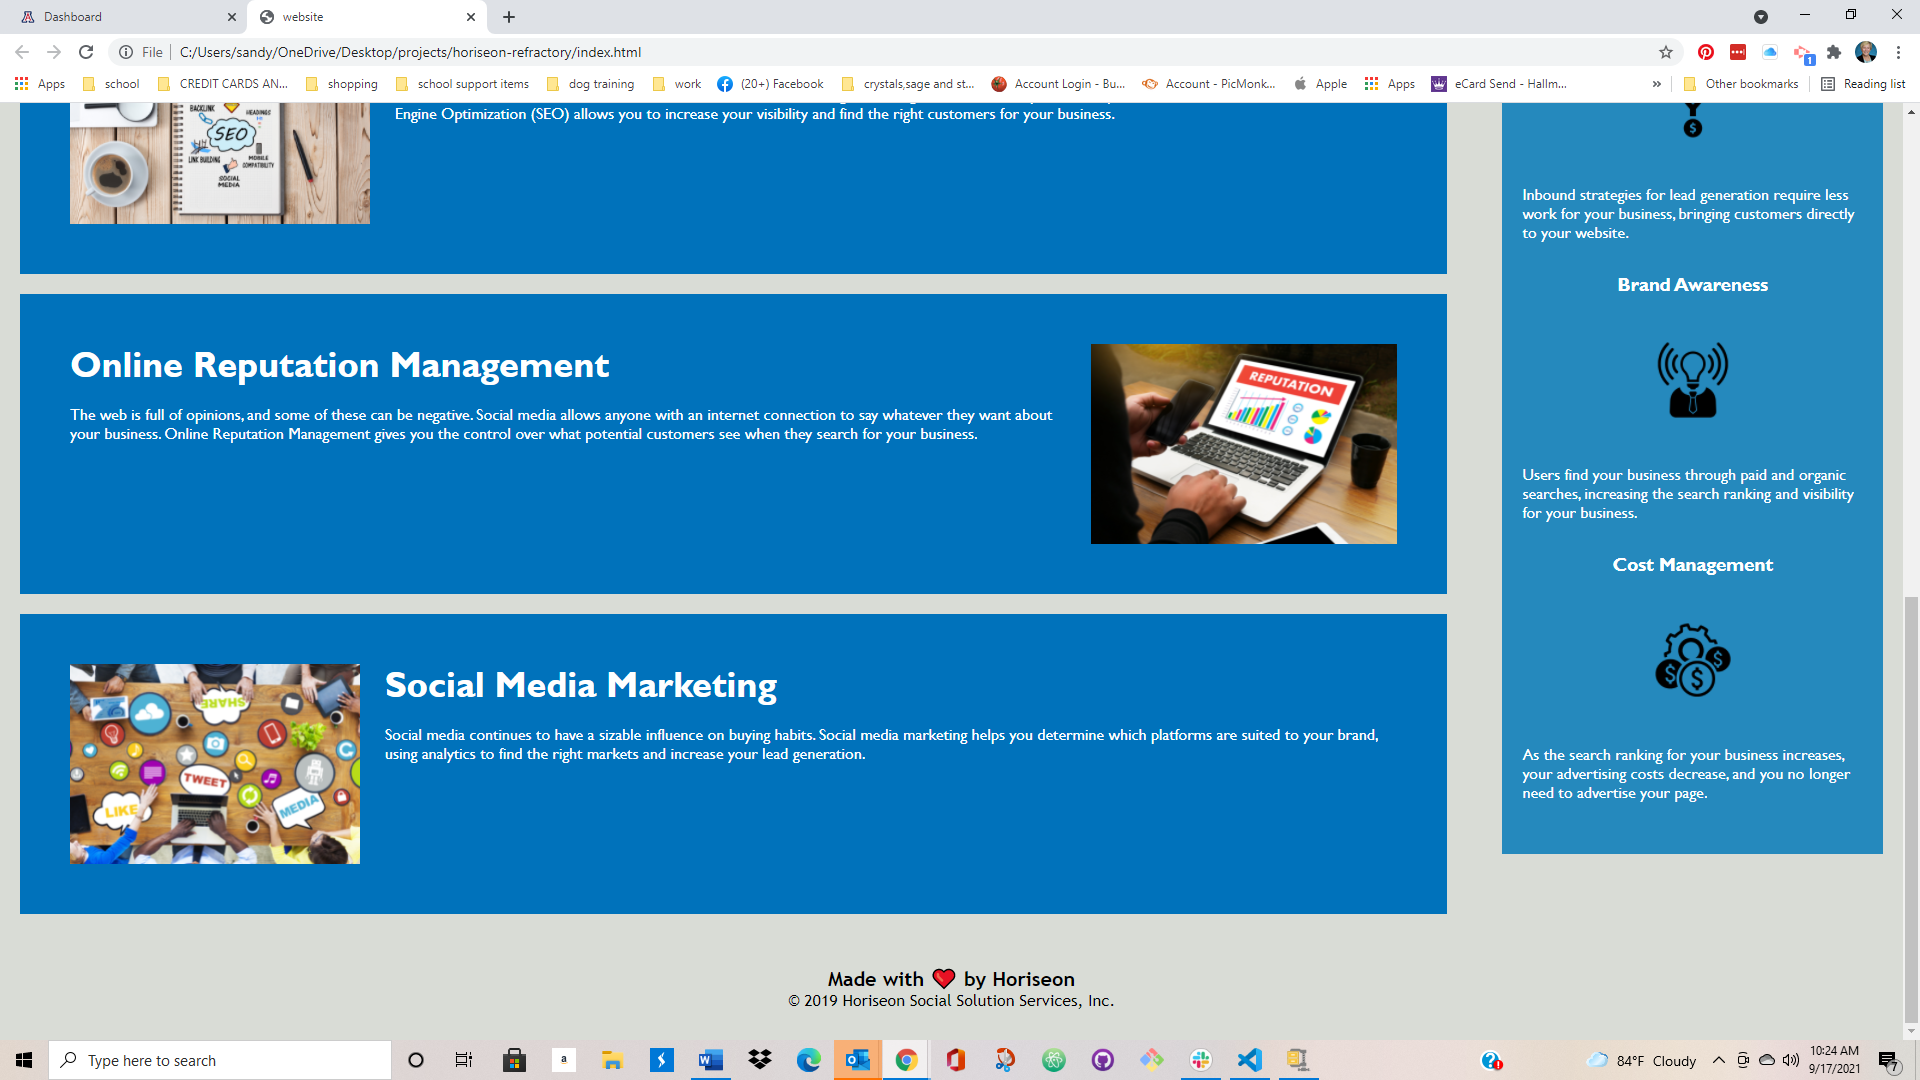 Dashboard
website
File
C:/Users/sandy/OneDrive/Desktop/projects/horiseon-refractory/index.html
Apps
school
CREDIT CARDS AN...
shopping
school support items
dog training
work
(20+) Facebook
crystals,sage and st...
Account Login - Bu...
Account - PicMonk...
Apple
Apps
eCard Send - Hallm...
»
Other bookmarks
Reading list
1
BACKLINK
HEADINGS
SEO
LINK BUILDING
MOBILE COMPATIBILITY
SOCIAL MEDIA
Engine Optimization (SEO) allows you to increase your visibility and find the right customers for your business.
Online Reputation Management
The web is full of opinions, and some of these can be negative. Social media allows anyone with an internet connection to say whatever they want about
your business. Online Reputation Management gives you the control over what potential customers see when they search for your business.
REPUTATION
Social Media Marketing
Social media continues to have a sizable influence on buying habits. Social media marketing helps you determine which platforms are suited to your brand,
using analytics to find the right markets and increase your lead generation.
SHARE
TWEET
LIKE
MEDIA
$
Inbound strategies for lead generation require less
work for your business, bringing customers directly
to your website.
Brand Awareness
Users find your business through paid and organic
searches, increasing the search ranking and visibility
for your business.
Cost Management
$ $ $
As the search ranking for your business increases,
your advertising costs decrease, and you no longer
need to advertise your page.
Made with ❤ by Horiseon
© 2019 Horiseon Social Solution Services, Inc.
Type here to search
a
84°F Cloudy
10:24 AM
9/17/2021
7